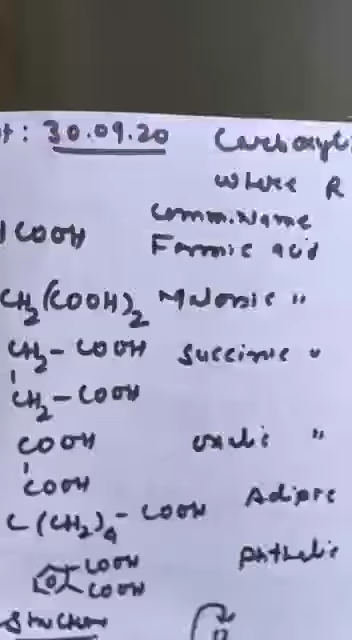 : 30.09.20 Carboxyli
where R
Comm. Name
HCOOH Formic acid
CH2(COOH)2 Malonic "
CH2-COOH Succinic "
CH2-COOH
COOH oxalic "
COOH
C(CH2)4-COOH Adipic
COOH Phthalic
COOH
Structure